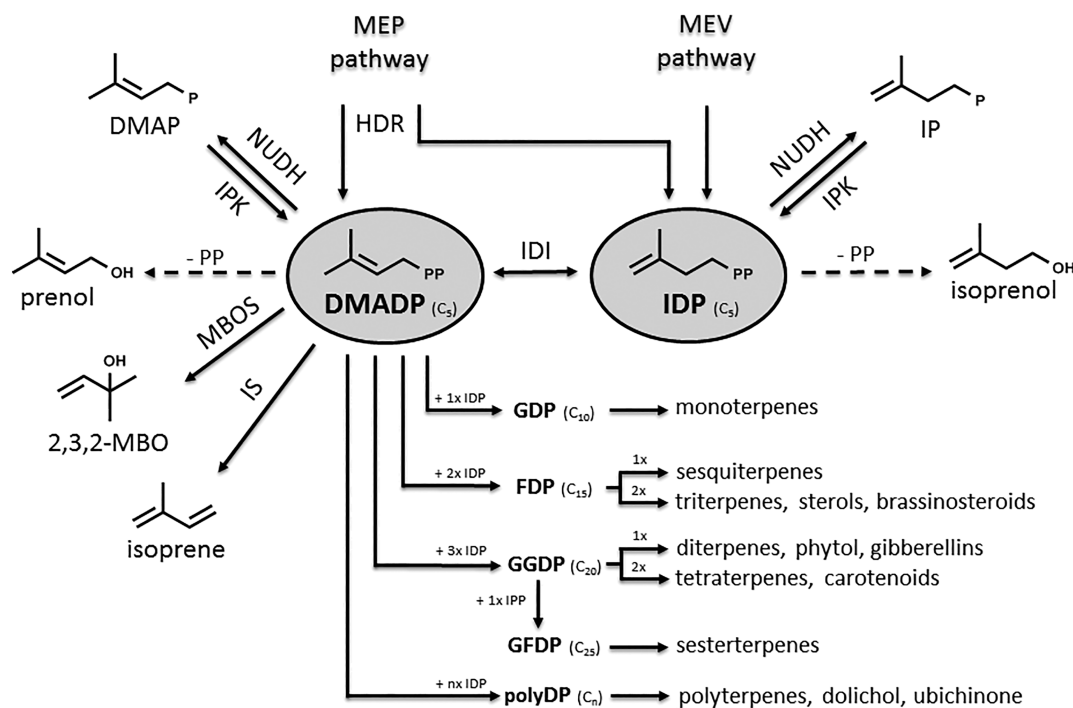 MEP
pathway
MEV
pathway
HDR
P
DMAP
NUDH
IPK
P
IP
NUDH
IPK
OH
prenol
- PP
PP
DMADP (C5)
IDI
PP
IDP (C5)
- PP
OH
isoprenol
MBOS
OH
2,3,2-MBO
IS
isoprene
+ 1x IDP
GDP (C10)
monoterpenes
+ 2x IDP
FDP (C15)
1x
sesquiterpenes
2x
triterpenes, sterols, brassinosteroids
+ 3x IDP
GGDP (C20)
1x
diterpenes, phytol, gibberellins
2x
tetraterpenes, carotenoids
+ 1x IPP
GFDP (C25)
sesterterpenes
+ nx IDP
polyDP (Cn)
polyterpenes, dolichol, ubichinone